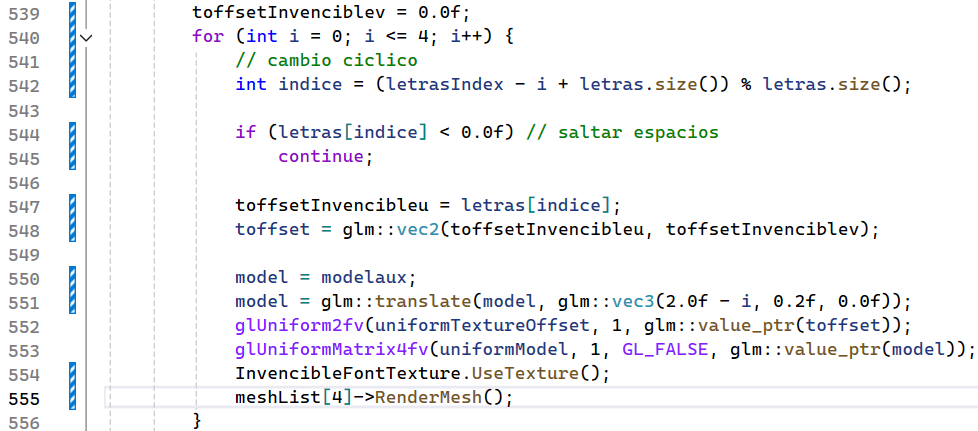 539 toffsetInvenciblev = 0.0f;
540 for (int i = 0; i <= 4; i++) {
541 // cambio ciclico
542 int indice = (letrasIndex - i + letras.size()) % letras.size();
543
544 if (letras[indice] < 0.0f) // saltar espacios
545 continue;
546
547 toffsetInvencibleu = letras[indice];
548 toffset = glm::vec2(toffsetInvencibleu, toffsetInvenciblev);
549
550 model = modelaux;
551 model = glm::translate(model, glm::vec3(2.0f - i, 0.2f, 0.0f));
552 glUniform2fv(uniformTextureOffset, 1, glm::value_ptr(toffset));
553 glUniformMatrix4fv(uniformModel, 1, GL_FALSE, glm::value_ptr(model));
554 InvencibleFontTexture.UseTexture();
555 meshList[4]->RenderMesh();
556 }